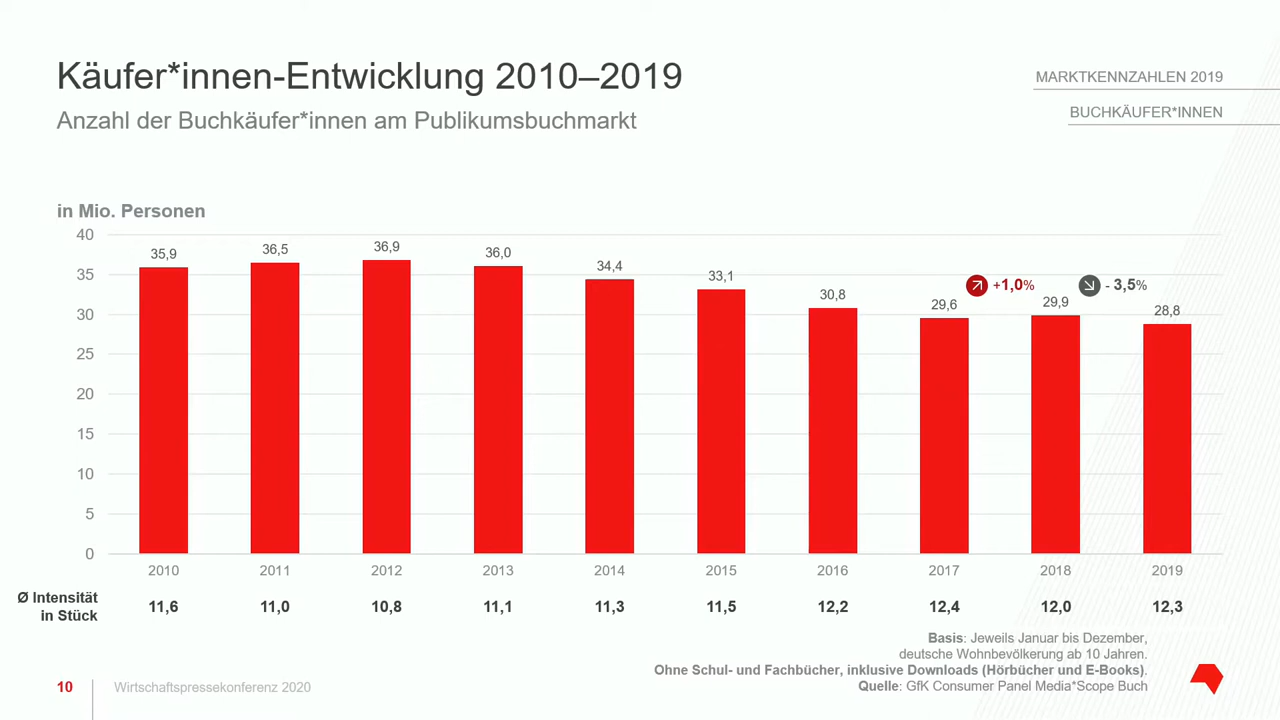 Käufer*innen-Entwicklung 2010–2019
Anzahl der Buchkäufer*innen am Publikumsbuchmarkt
MARKTKENNZAHLEN 2019
BUCHKÄUFER*INNEN
in Mio. Personen
40
35
30
25
20
15
10
5
0
35,9
36,5
36,9
36,0
34,4
33,1
30,8
29,6
29,9
28,8
+1,0%
- 3,5%
2010 2011 2012 2013 2014 2015 2016 2017 2018 2019
Ø Intensität
in Stück
11,6 11,0 10,8 11,1 11,3 11,5 12,2 12,4 12,0 12,3
Basis: Jeweils Januar bis Dezember,
deutsche Wohnbevölkerung ab 10 Jahren.
Ohne Schul- und Fachbücher, inklusive Downloads (Hörbücher und E-Books).
Quelle: GfK Consumer Panel Media*Scope Buch
10
Wirtschaftspressekonferenz 2020